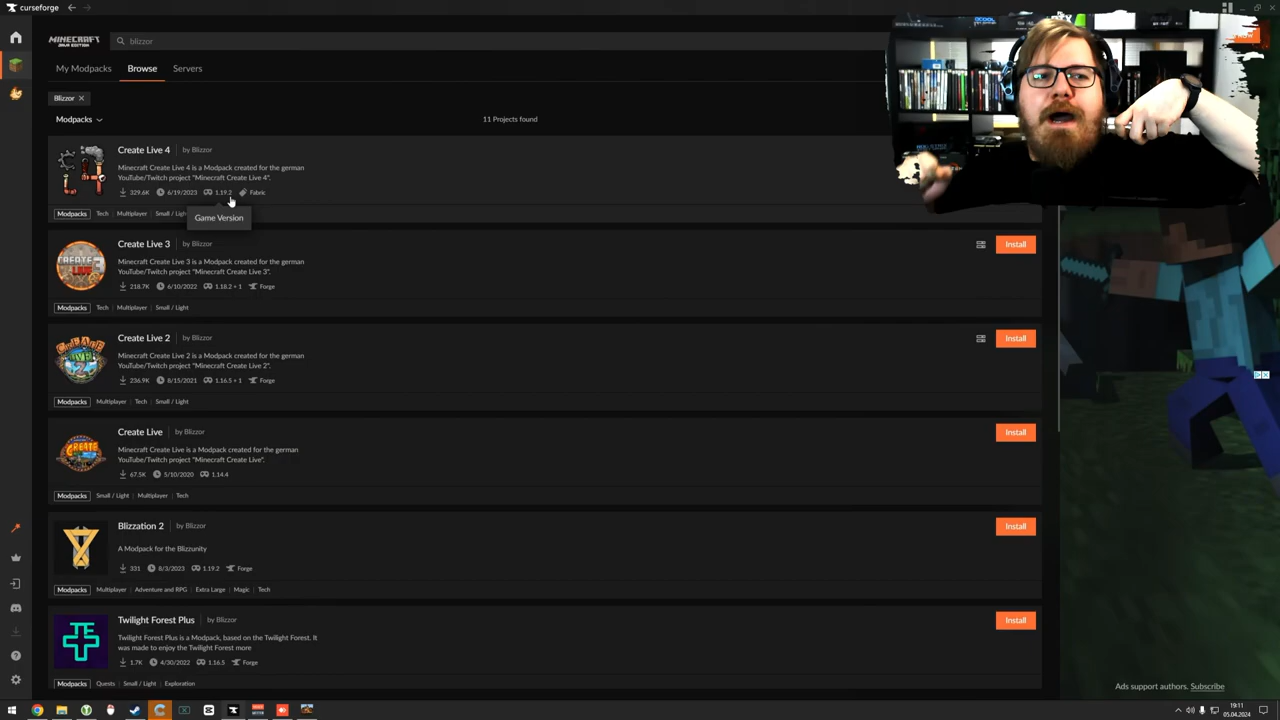 curseforge
MINECRAFT
JAVA EDITION
blizzor
My Modpacks Browse Servers
Blizzor
Modpacks
11 Projects found
Create Live 4 by Blizzor
Minecraft Create Live 4 is a Modpack created for the german
YouTube/Twitch project "Minecraft Create Live 4".
329.6K 6/19/2023 1.19.2 Fabric
Modpacks Tech Multiplayer Small / Ligh
Game Version
Create Live 3 by Blizzor
Install
Minecraft Create Live 3 is a Modpack created for the german
YouTube/Twitch project "Minecraft Create Live 3".
218.7K 6/10/2022 1.18.2 + 1 Forge
Modpacks Tech Multiplayer Small / Light
Create Live 2 by Blizzor
Install
Minecraft Create Live 2 is a Modpack created for the german
YouTube/Twitch project "Minecraft Create Live 2".
236.9K 8/15/2021 1.16.5 + 1 Forge
Modpacks Multiplayer Tech Small / Light
Create Live by Blizzor
Install
Minecraft Create Live is a Modpack created for the german
YouTube/Twitch project "Minecraft Create Live".
67.5K 5/10/2020 1.14.4
Modpacks Small / Light Multiplayer Tech
Blizzation 2 by Blizzor
Install
A Modpack for the Blizzunity
331 8/3/2023 1.19.2 Forge
Modpacks Multiplayer Adventure and RPG Extra Large Magic Tech
Twilight Forest Plus by Blizzor
Install
Twilight Forest Plus is a Modpack, based on the Twilight Forest. It
was made to enjoy the Twilight Forest more
1.7K 4/30/2022 1.16.5 Forge
Modpacks Quests Small / Light Exploration
Ads support authors. Subscribe
19:11
05.04.2024